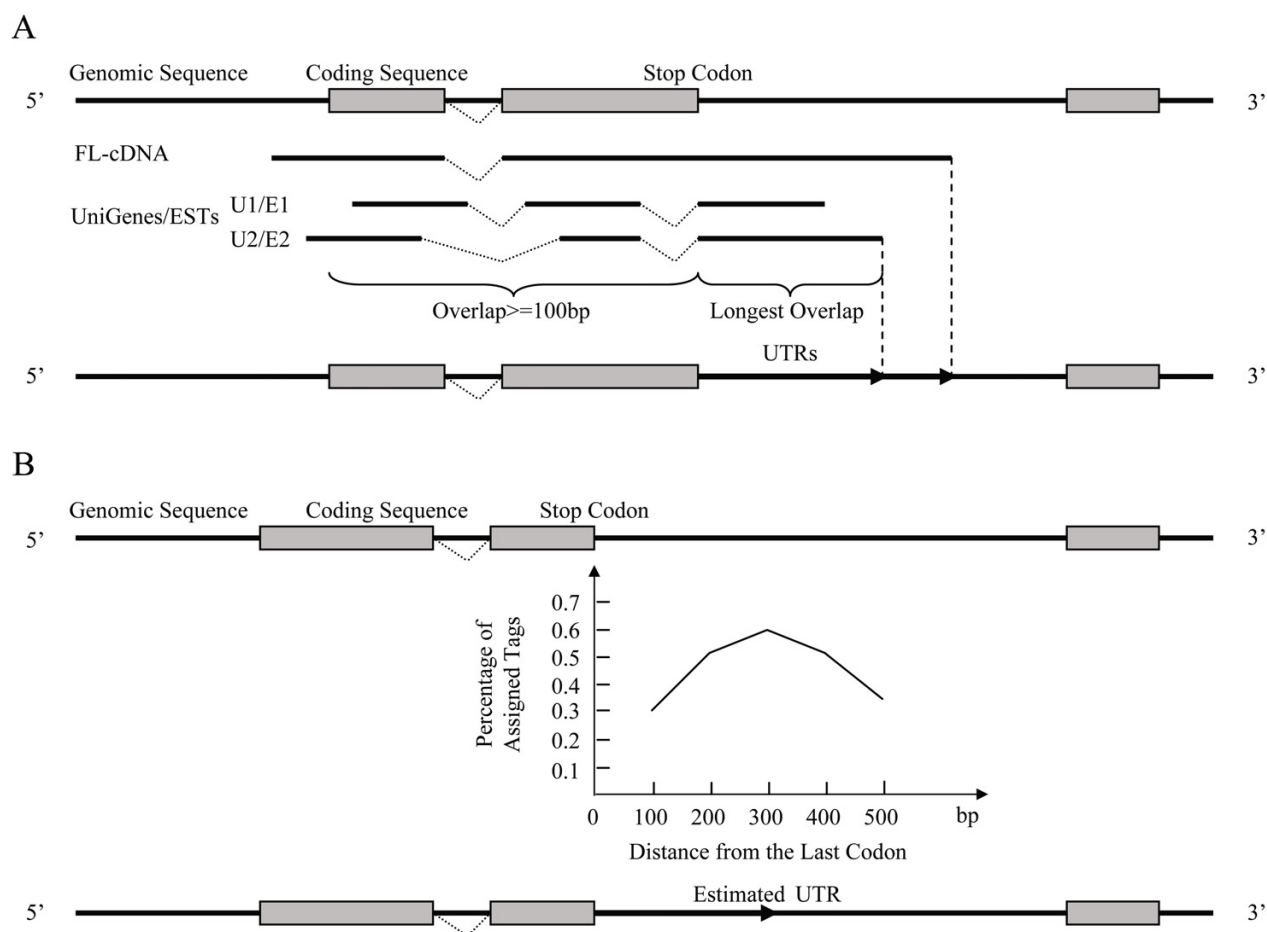 A
Genomic Sequence Coding Sequence Stop Codon
5’ 3’
FL-cDNA
UniGenes/ESTs U1/E1
U2/E2
Overlap>=100bp Longest Overlap
UTRs
5’ 3’
B
Genomic Sequence Coding Sequence Stop Codon
5’ 3’
Percentage of
Assigned Tags
0.7
0.6
0.5
0.4
0.3
0.2
0.1
0 100 200 300 400 500 bp
Distance from the Last Codon
Estimated UTR
5’ 3’